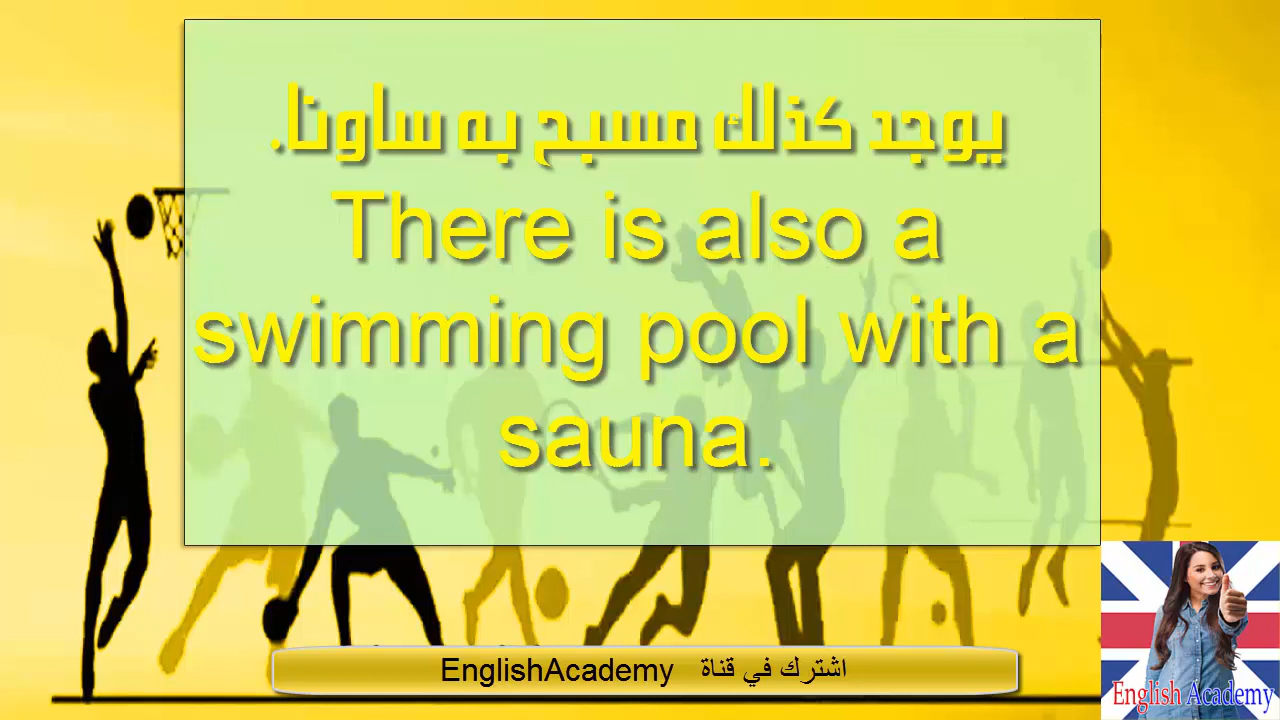 يوجد كذلك مسبح به ساونا.
There is also a
swimming pool with a
sauna.
اشترك في قناة EnglishAcademy
English Academy